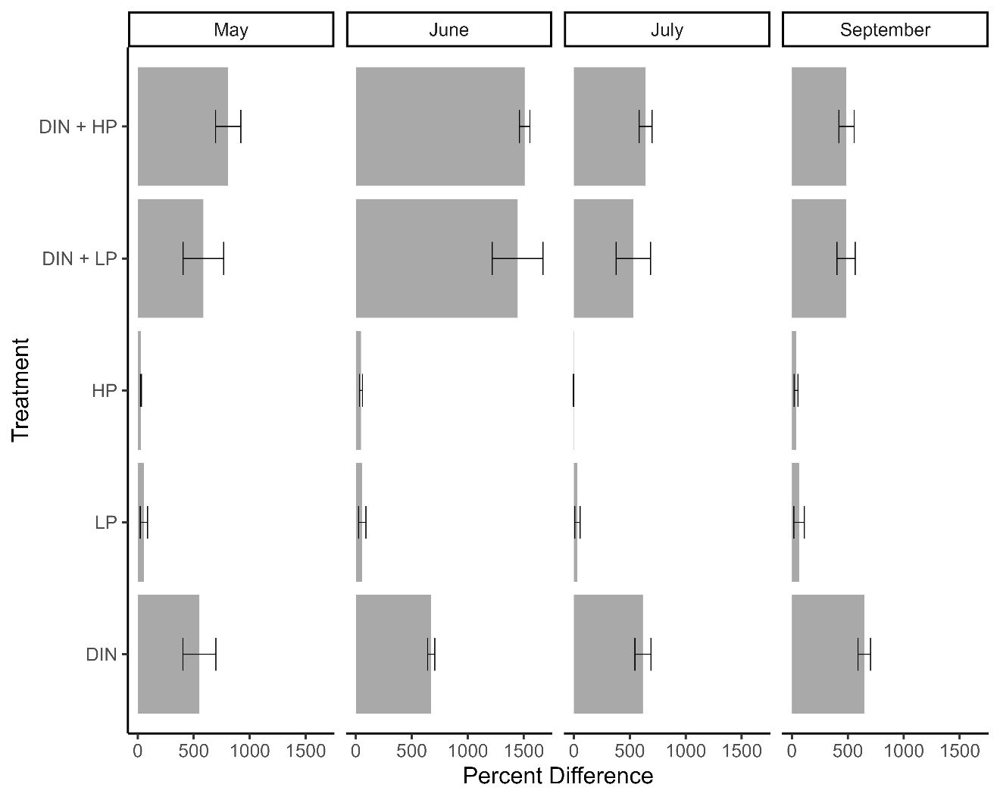 May
June
July
September
DIN + HP
DIN + LP
HP
LP
DIN
Treatment
0 500 1000 1500
0 500 1000 1500
0 500 1000 1500
0 500 1000 1500
Percent Difference